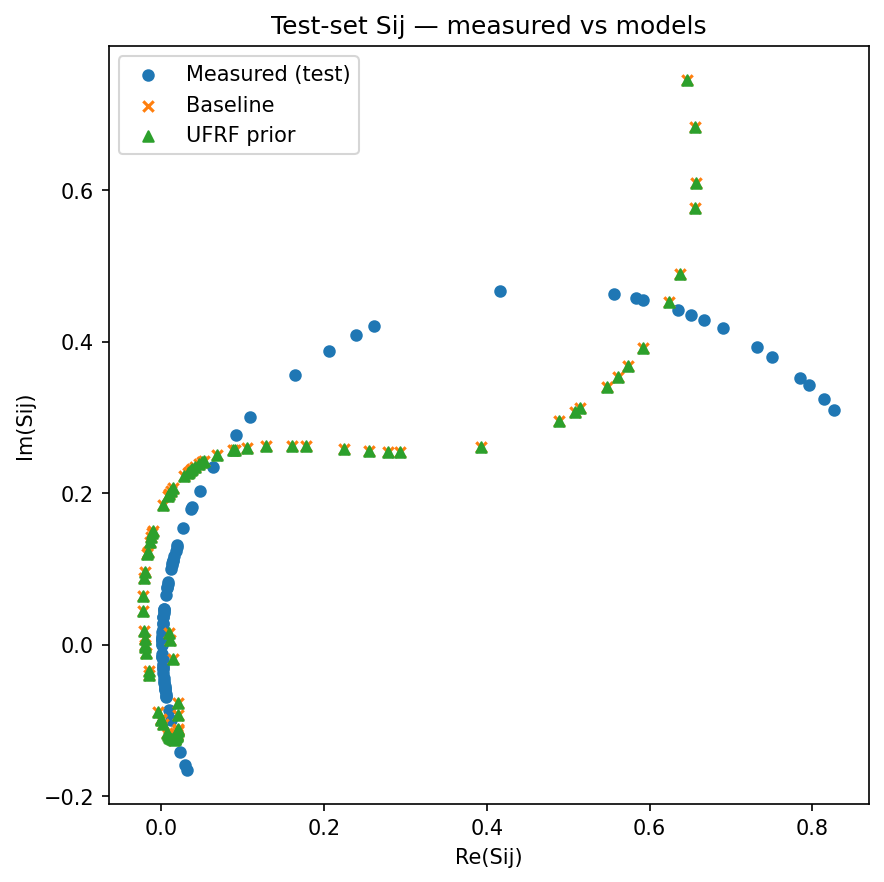 Test-set Sij — measured vs models
Measured (test)
Baseline
UFRF prior
Im(Sij)
0.6
0.4
0.2
0.0
−0.2
0.0 0.2 0.4 0.6 0.8
Re(Sij)